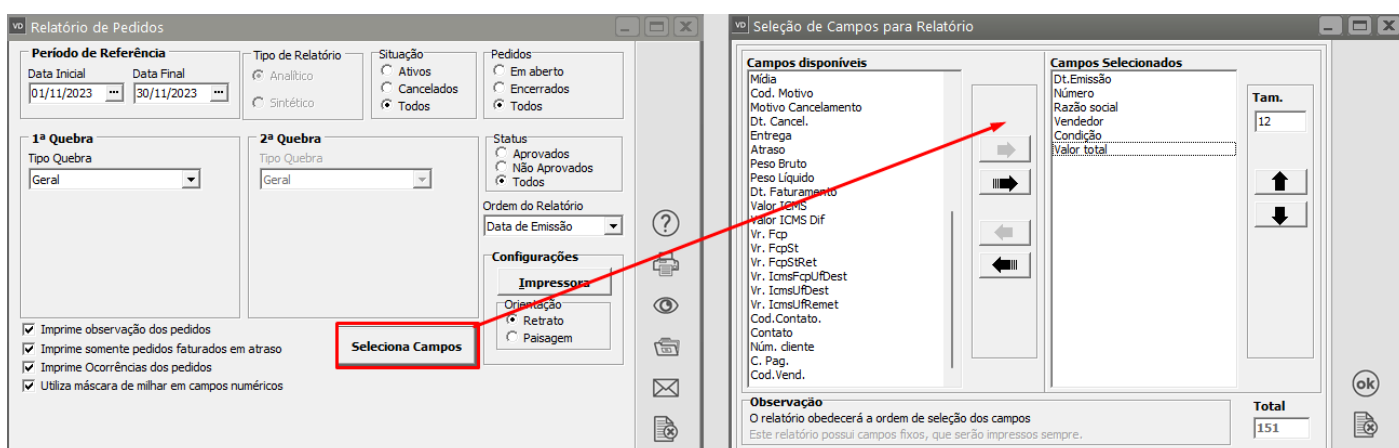 VD Relatório de Pedidos
Período de Referência
Data Inicial Data Final
01/11/2023 ... 30/11/2023 ...
Tipo de Relatório
Analítico
Sintético
Situação
Ativos
Cancelados
Todos
Pedidos
Em aberto
Encerrados
Todos
1ª Quebra
Tipo Quebra
Geral
2ª Quebra
Tipo Quebra
Geral
Status
Aprovados
Não Aprovados
Todos
Ordem do Relatório
Data de Emissão
Configurações
Impressora
Orientação
Retrato
Paisagem
Imprime observação dos pedidos
Imprime somente pedidos faturados em atraso
Imprime Ocorrências dos pedidos
Utiliza máscara de milhar em campos numéricos
Seleciona Campos
VD Seleção de Campos para Relatório
Campos disponíveis
Mídia
Cod. Motivo
Motivo Cancelamento
Dt. Cancel.
Entrega
Atraso
Peso Bruto
Peso Líquido
Dt. Faturamento
Valor ICMS
Valor ICMS Dif
Vr. Fcp
Vr. FcpSt
Vr. FcpStRet
Vr. IcmsFcpUfDest
Vr. IcmsUfDest
Vr. IcmsUfRemet
Cod.Contato.
Contato
Núm. cliente
C. Pag.
Cod.Vend.
Campos Selecionados
Dt.Emissão
Número
Razão social
Vendedor
Condição
Valor total
Tam.
12
Observação
O relatório obedecerá a ordem de seleção dos campos
Este relatório possui campos fixos, que serão impressos sempre.
Total
151
ok